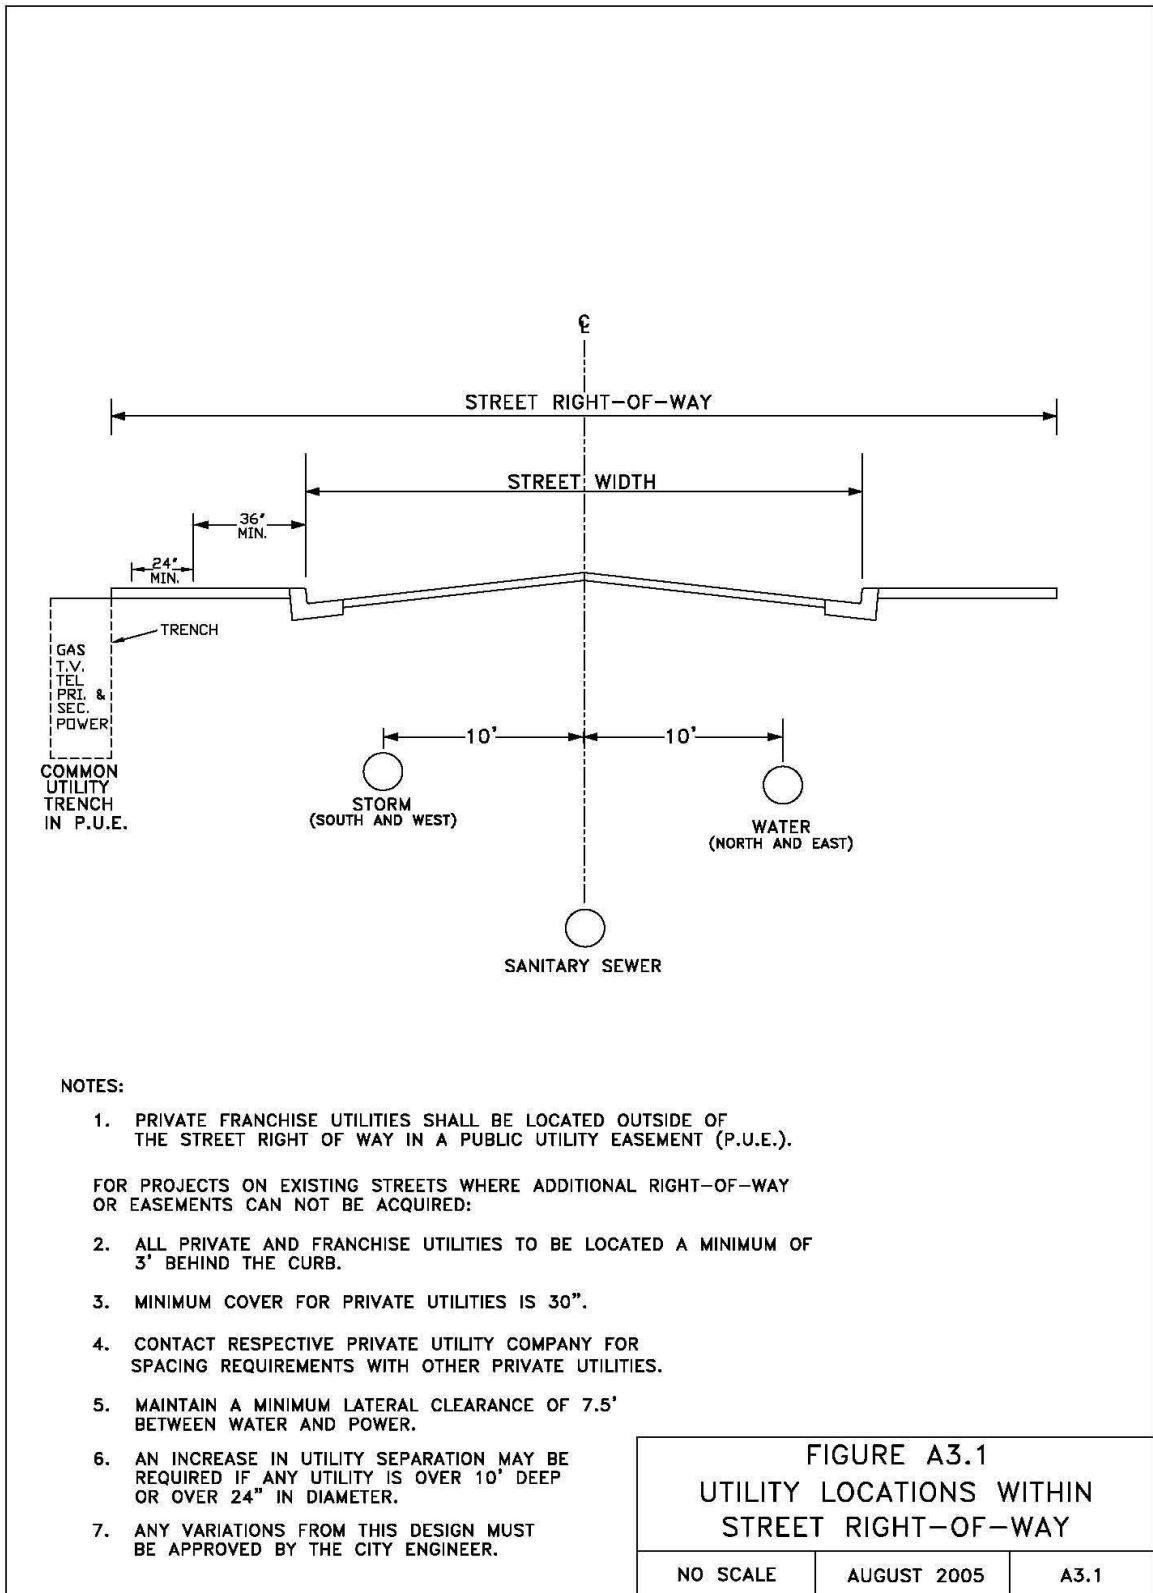 ℄
STREET RIGHT-OF-WAY
STREET WIDTH
36"
MIN.
24"
MIN.
TRENCH
GAS
T.V.
TEL
PRI. &
SEC.
POWER
COMMON
UTILITY
TRENCH
IN P.U.E.
10'
10'
STORM
(SOUTH AND WEST)
WATER
(NORTH AND EAST)
SANITARY SEWER
NOTES:
1. PRIVATE FRANCHISE UTILITIES SHALL BE LOCATED OUTSIDE OF
THE STREET RIGHT OF WAY IN A PUBLIC UTILITY EASEMENT (P.U.E.).
FOR PROJECTS ON EXISTING STREETS WHERE ADDITIONAL RIGHT-OF-WAY
OR EASEMENTS CAN NOT BE ACQUIRED:
2. ALL PRIVATE AND FRANCHISE UTILITIES TO BE LOCATED A MINIMUM OF
3' BEHIND THE CURB.
3. MINIMUM COVER FOR PRIVATE UTILITIES IS 30".
4. CONTACT RESPECTIVE PRIVATE UTILITY COMPANY FOR
SPACING REQUIREMENTS WITH OTHER PRIVATE UTILITIES.
5. MAINTAIN A MINIMUM LATERAL CLEARANCE OF 7.5'
BETWEEN WATER AND POWER.
6. AN INCREASE IN UTILITY SEPARATION MAY BE
REQUIRED IF ANY UTILITY IS OVER 10' DEEP
OR OVER 24" IN DIAMETER.
7. ANY VARIATIONS FROM THIS DESIGN MUST
BE APPROVED BY THE CITY ENGINEER.
FIGURE A3.1
UTILITY LOCATIONS WITHIN
STREET RIGHT-OF-WAY
NO SCALE AUGUST 2005 A3.1